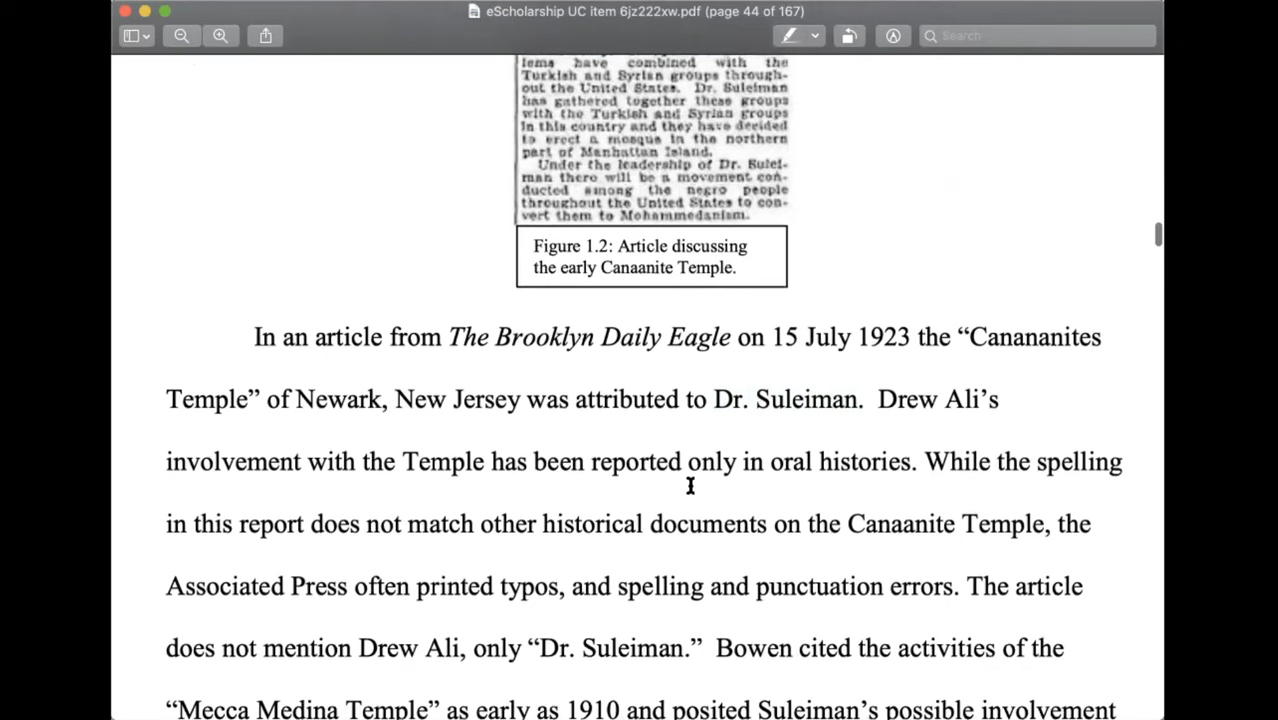 eScholarship UC item 6jz222xw.pdf (page 44 of 167)
Search
lems have combined with the
Turkish and Syrian groups through-
out the United States. Dr. Suleiman
has gathered together these groups
with the Turkish and Syrian groups
in this country and they have decided
to erect a mosque in the northern
part of Manhattan Island.
Under the leadership of Dr. Sulei-
man there will be a movement con-
ducted among the negro people
throughout the United States to con-
vert them to Mohammedanism.
Figure 1.2: Article discussing
the early Canaanite Temple.
In an article from The Brooklyn Daily Eagle on 15 July 1923 the “Canananites
Temple” of Newark, New Jersey was attributed to Dr. Suleiman. Drew Ali’s
involvement with the Temple has been reported only in oral histories. While the spelling
in this report does not match other historical documents on the Canaanite Temple, the
Associated Press often printed typos, and spelling and punctuation errors. The article
does not mention Drew Ali, only “Dr. Suleiman.” Bowen cited the activities of the
“Mecca Medina Temple” as early as 1910 and posited Suleiman’s possible involvement